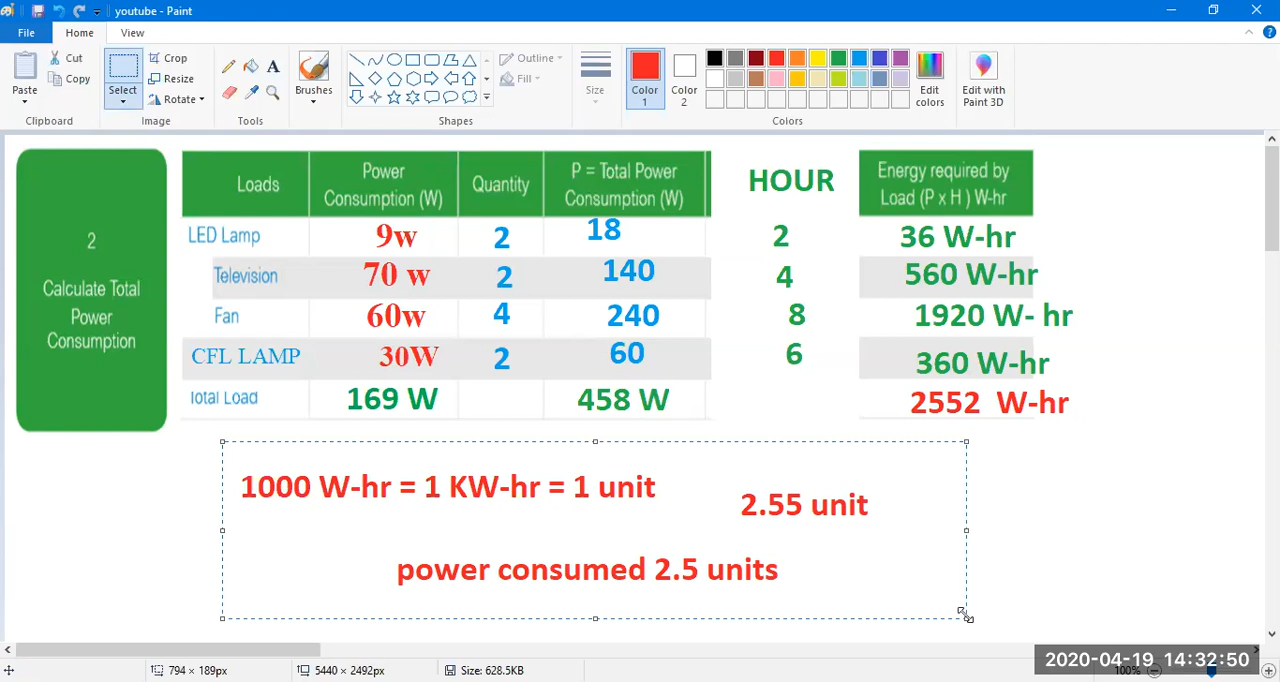 youtube - Paint
File Home View
Paste
Cut
Copy
Clipboard
Select
Crop
Resize
Rotate
Image
A
Tools
Brushes
Outline
Fill
Shapes
Size
Color 1
Color 2
Edit colors
Colors
Edit with Paint 3D
2
Calculate Total
Power
Consumption
Loads
Power Consumption (W)
Quantity
P = Total Power Consumption (W)
HOUR
Energy required by Load (P x H ) W-hr
LED Lamp 9w 2 18 2 36 W-hr
Television 70 w 2 140 4 560 W-hr
Fan 60w 4 240 8 1920 W- hr
CFL LAMP 30W 2 60 6 360 W-hr
Total Load 169 W 458 W 2552 W-hr
1000 W-hr = 1 KW-hr = 1 unit
2.55 unit
power consumed 2.5 units
794 × 189px
5440 × 2492px
Size: 628.5KB
100%
2020-04-19 14:32:50